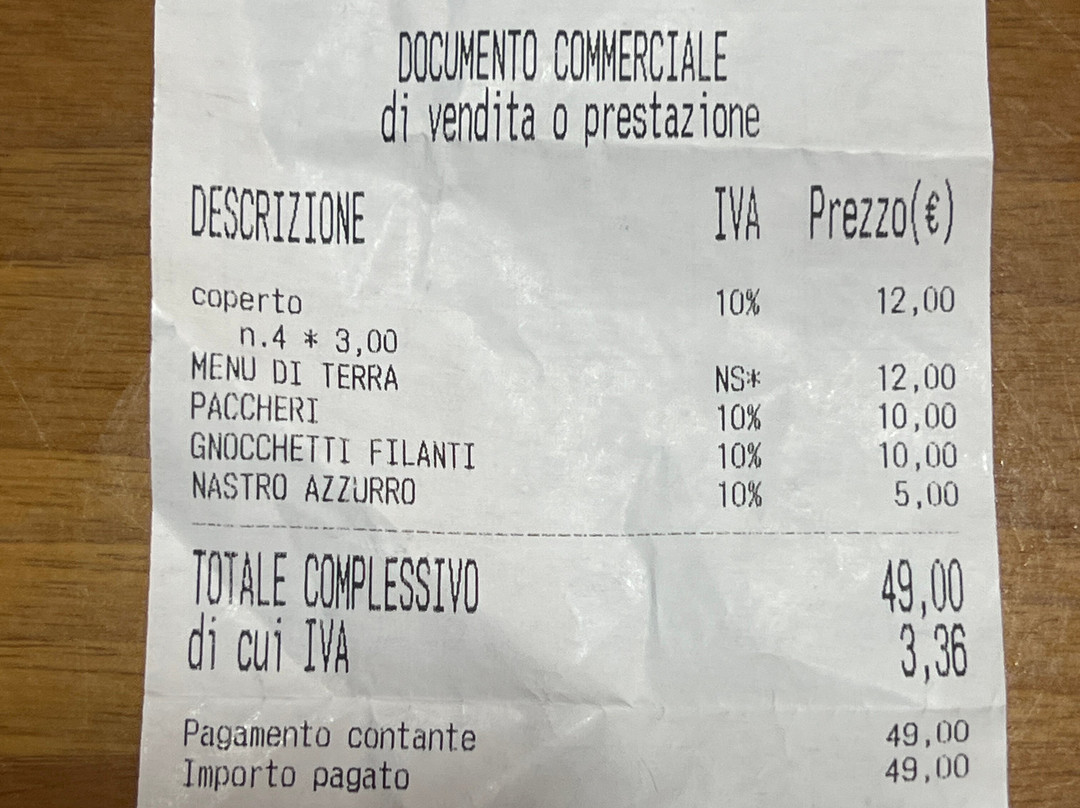 DOCUMENTO COMMERCIALE
di vendita o prestazione
DESCRIZIONE IVA Prezzo(€)
coperto 10% 12,00
n.4 * 3,00
MENU DI TERRA NS* 12,00
PACCHERI 10% 10,00
GNOCCHETTI FILANTI 10% 10,00
NASTRO AZZURRO 10% 5,00
TOTALE COMPLESSIVO 49,00
di cui IVA 3,36
Pagamento contante 49,00
Importo pagato 49,00